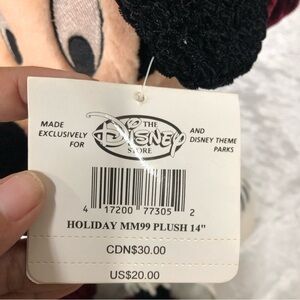 MADE EXCLUSIVELY FOR
THE DISNEY STORE
AND DISNEY THEME PARKS
4 17200 77305 2
HOLIDAY MM99 PLUSH 14"
CDN$30.00
US$20.00